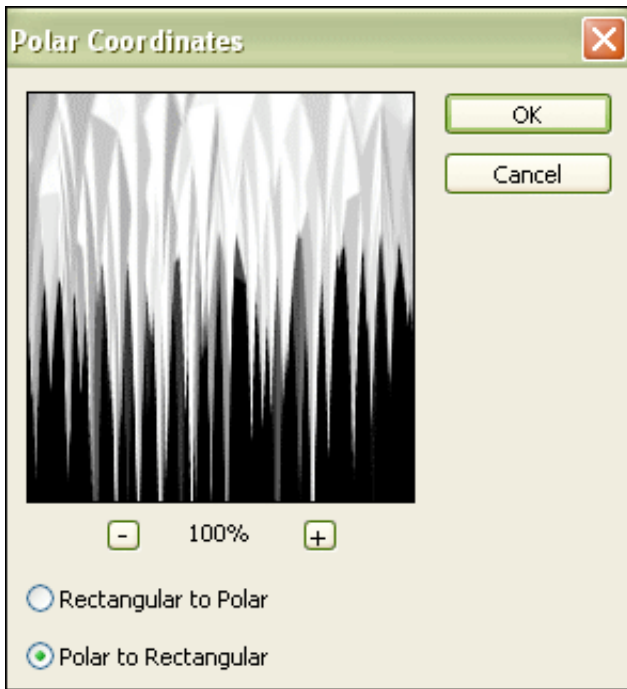 Polar Coordinates
OK
Cancel
- 100% +
Rectangular to Polar
Polar to Rectangular